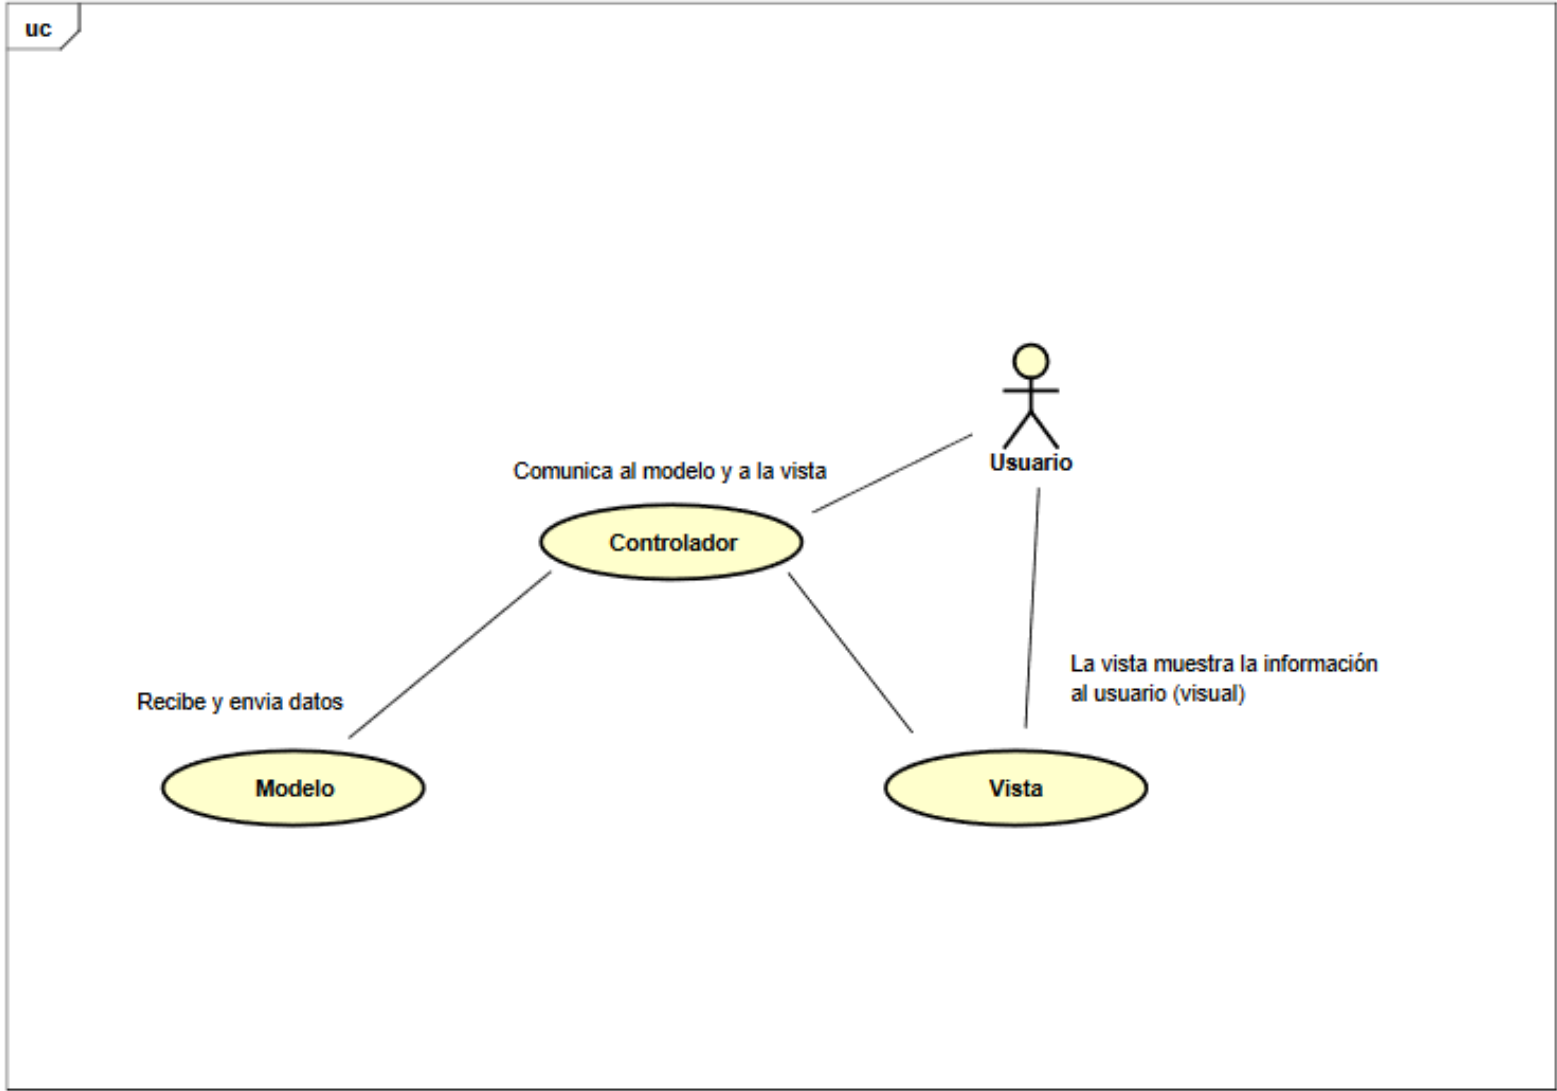 uc
Usuario
Comunica al modelo y a la vista
Controlador
La vista muestra la información
al usuario (visual)
Recibe y envia datos
Modelo
Vista